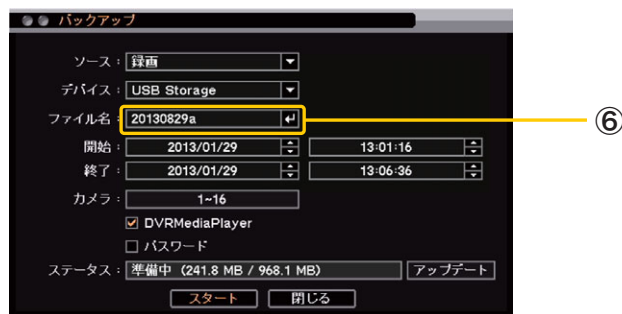 バックアップ
ソース : 録画
デバイス : USB Storage
ファイル名 : 20130829a
⑥
開始 : 2013/01/29 13:01:16
終了 : 2013/01/29 13:06:36
カメラ : 1~16
DVRMediaPlayer
パスワード
ステータス : 準備中 (241.8 MB / 968.1 MB) アップデート
スタート 閉じる